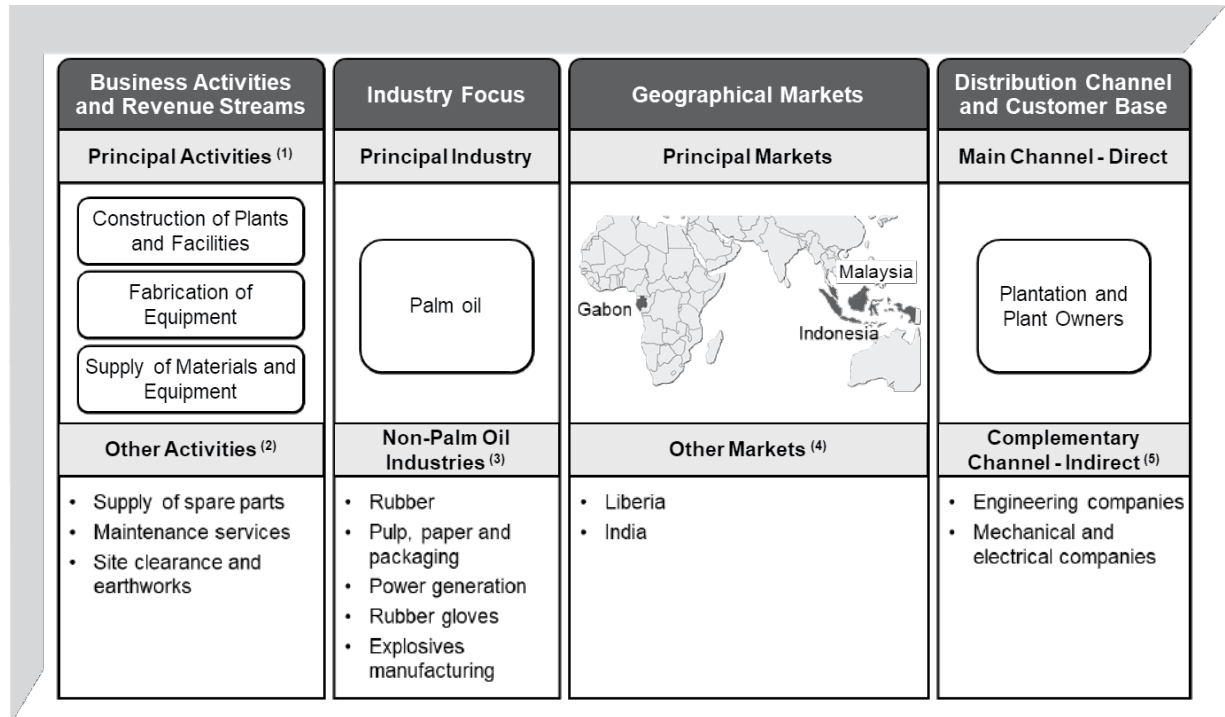 Business Activities
and Revenue Streams
Principal Activities (1)
Construction of Plants
and Facilities
Fabrication of
Equipment
Supply of Materials and
Equipment
Other Activities (2)
• Supply of spare parts
• Maintenance services
• Site clearance and
earthworks
Industry Focus
Principal Industry
Palm oil
Non-Palm Oil
Industries (3)
• Rubber
• Pulp, paper and
packaging
• Power generation
• Rubber gloves
• Explosives
manufacturing
Geographical Markets
Principal Markets
Malaysia
Gabon
Indonesia
Other Markets (4)
• Liberia
• India
Distribution Channel
and Customer Base
Main Channel - Direct
Plantation and
Plant Owners
Complementary
Channel - Indirect (5)
• Engineering companies
• Mechanical and
electrical companies